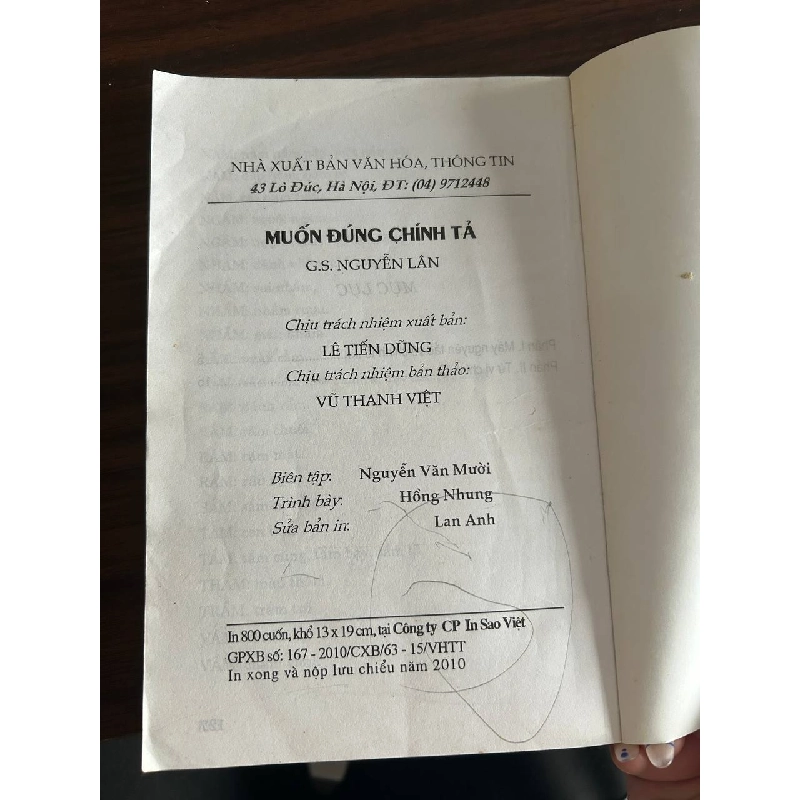 NHÀ XUẤT BẢN VĂN HÓA, THÔNG TIN
43 Lò Đúc, Hà Nội, ĐT: (04) 9712448
MUỐN ĐÚNG CHÍNH TẢ
G.S. NGUYỄN LÂN
Chịu trách nhiệm xuất bản:
LÊ TIẾN DŨNG
Chịu trách nhiệm bản thảo:
VŨ THANH VIỆT
Biên tập: Nguyễn Văn Mười
Trình bày: Hồng Nhung
Sửa bản in: Lan Anh
In 800 cuốn, khổ 13 x 19 cm, tại Công ty CP In Sao Việt
GPXB số: 167 - 2010/CXB/63 - 15/VHTT
In xong và nộp lưu chiểu năm 2010